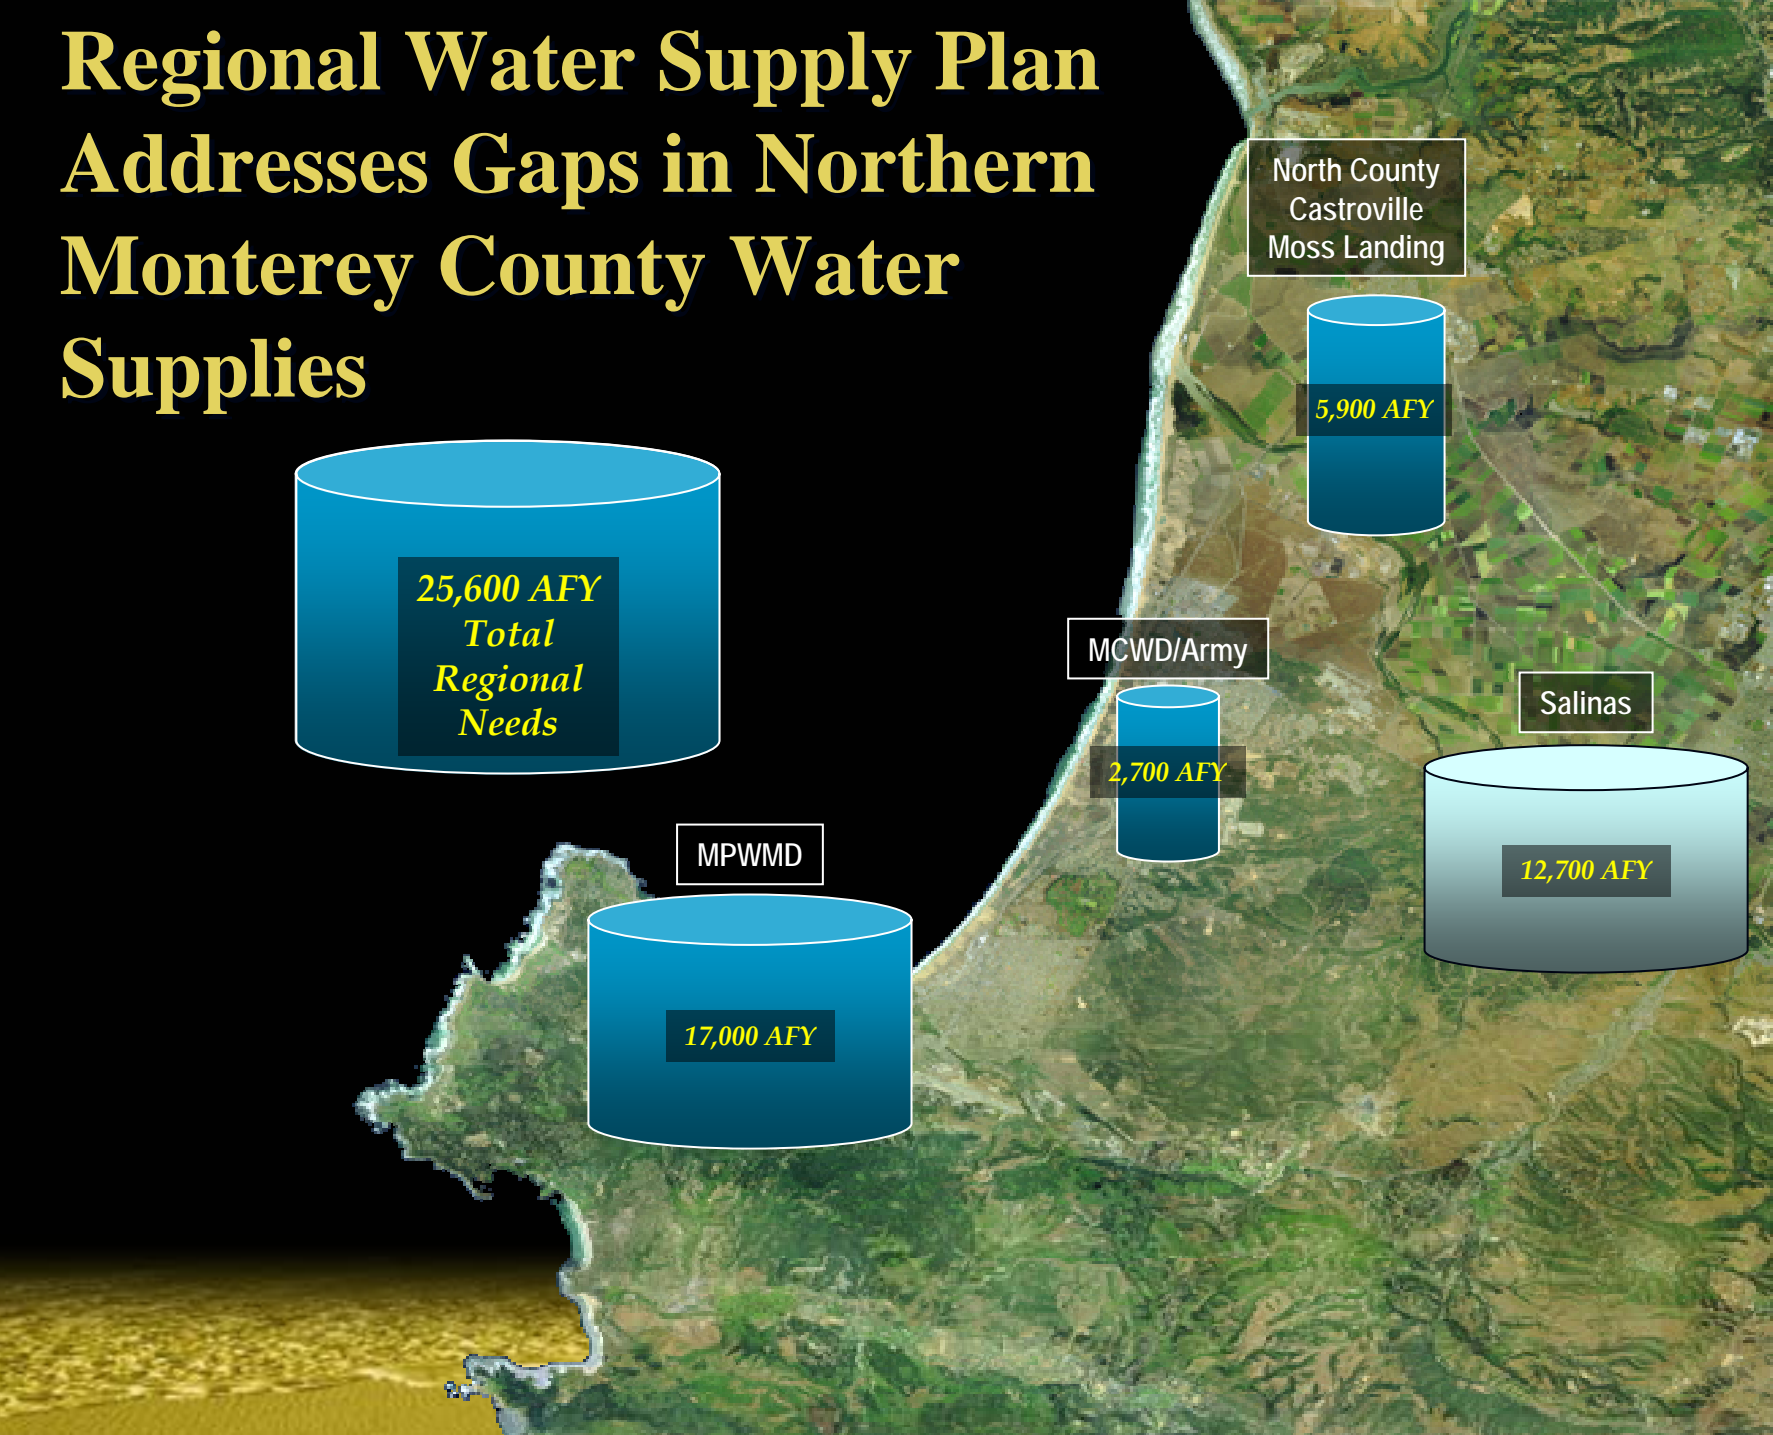 Regional Water Supply Plan
Addresses Gaps in Northern
Monterey County Water
Supplies
North County
Castroville
Moss Landing
5,900 AFY
25,600 AFY
Total
Regional
Needs
MCWD/Army
2,700 AFY
Salinas
12,700 AFY
MPWMD
17,000 AFY